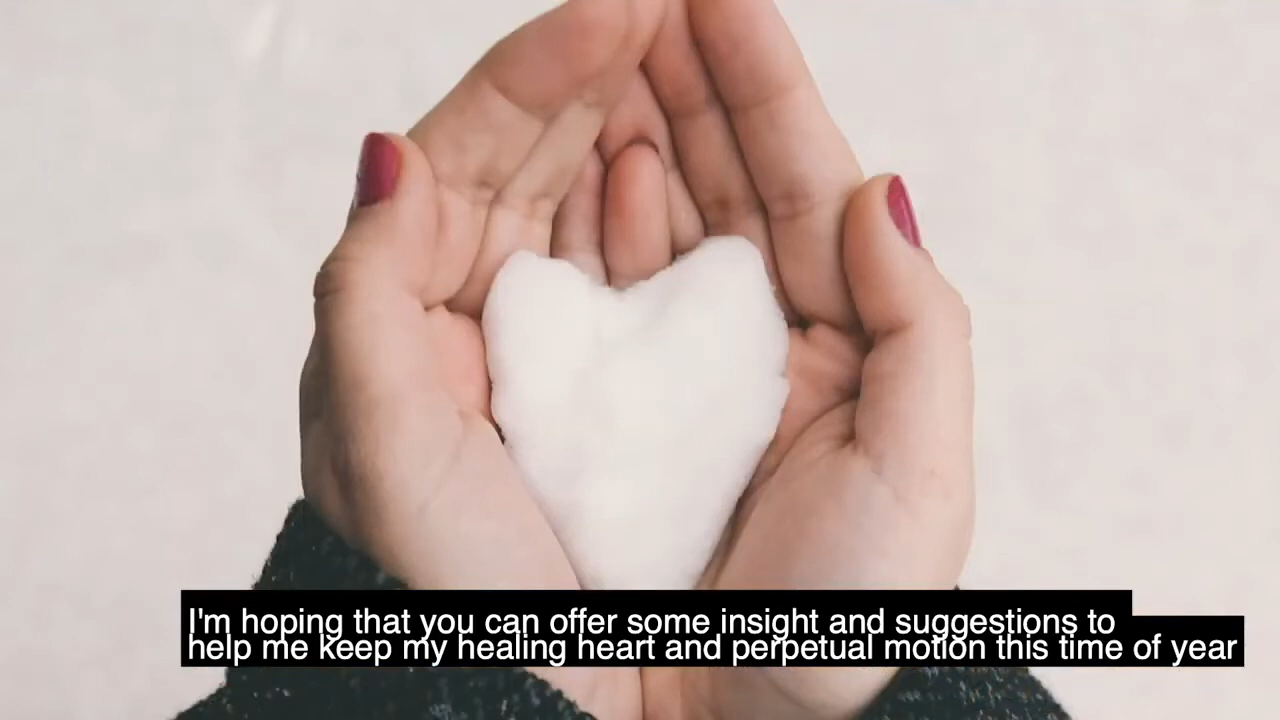 I'm hoping that you can offer some insight and suggestions to
help me keep my healing heart and perpetual motion this time of year